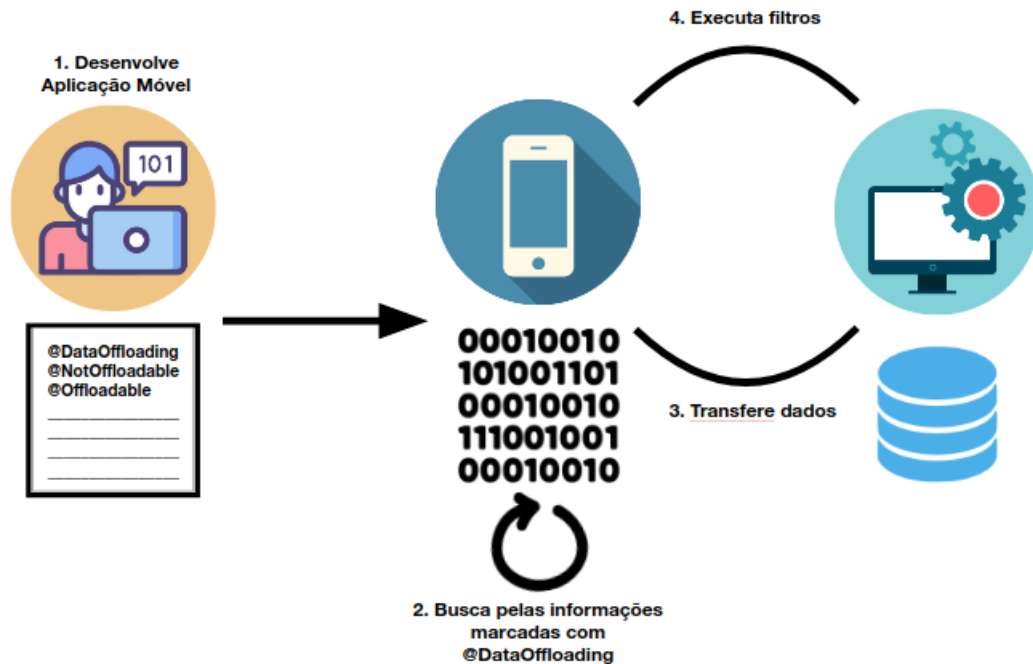 1. Desenvolve
Aplicação Móvel
101
@DataOffloading
@NotOffloadable
@Offloadable
00010010
101001101
00010010
111001001
00010010
2. Busca pelas informações
marcadas com
@DataOffloading
3. Transfere dados
4. Executa filtros